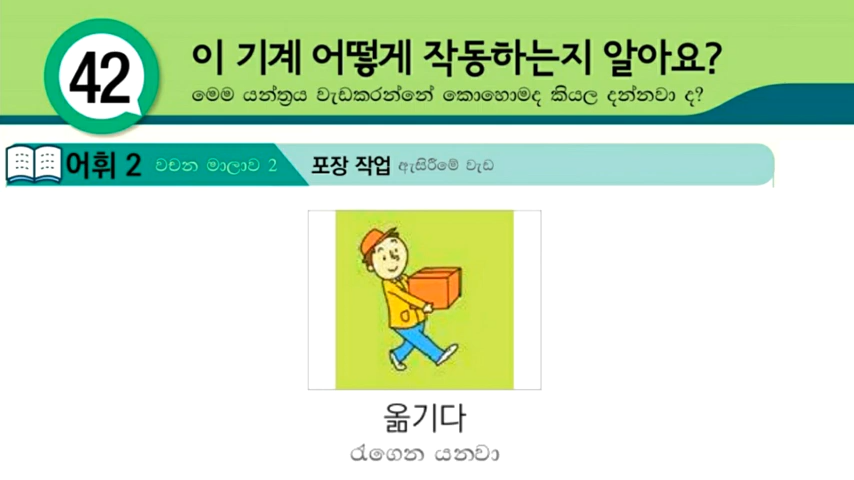 42
이 기계 어떻게 작동하는지 알아요?
මෙම යන්ත්‍රය වැඩකරන්නේ කොහොමද කියල දන්නවා ද?
어휘 2 වචන මාලාව 2 포장 작업 ඇසිරීමේ වැඩ
옮기다
රැගෙන යනවා